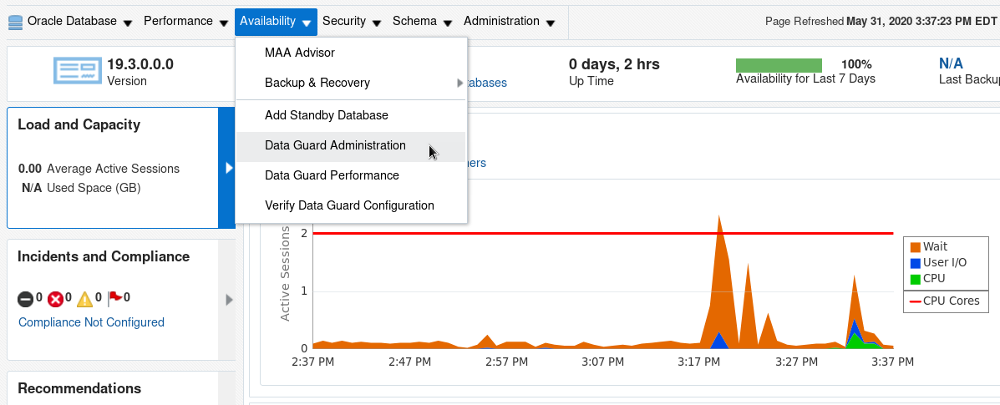 Oracle Database Performance Availability Security Schema Administration Page Refreshed May 31, 2020 3:37:23 PM EDT
MAA Advisor
Backup & Recovery
Add Standby Database
Data Guard Administration
Data Guard Performance
Verify Data Guard Configuration
19.3.0.0.0
Version
abases
0 days, 2 hrs
Up Time
100%
Availability for Last 7 Days
N/A
Last Backup
Load and Capacity
0.00 Average Active Sessions
N/A Used Space (GB)
Incidents and Compliance
0 0 0 0
Compliance Not Configured
Recommendations
ners
Active Sessions
2
1
0
2:37 PM 2:47 PM 2:57 PM 3:07 PM 3:17 PM 3:27 PM 3:37 PM
Wait
User I/O
CPU
CPU Cores